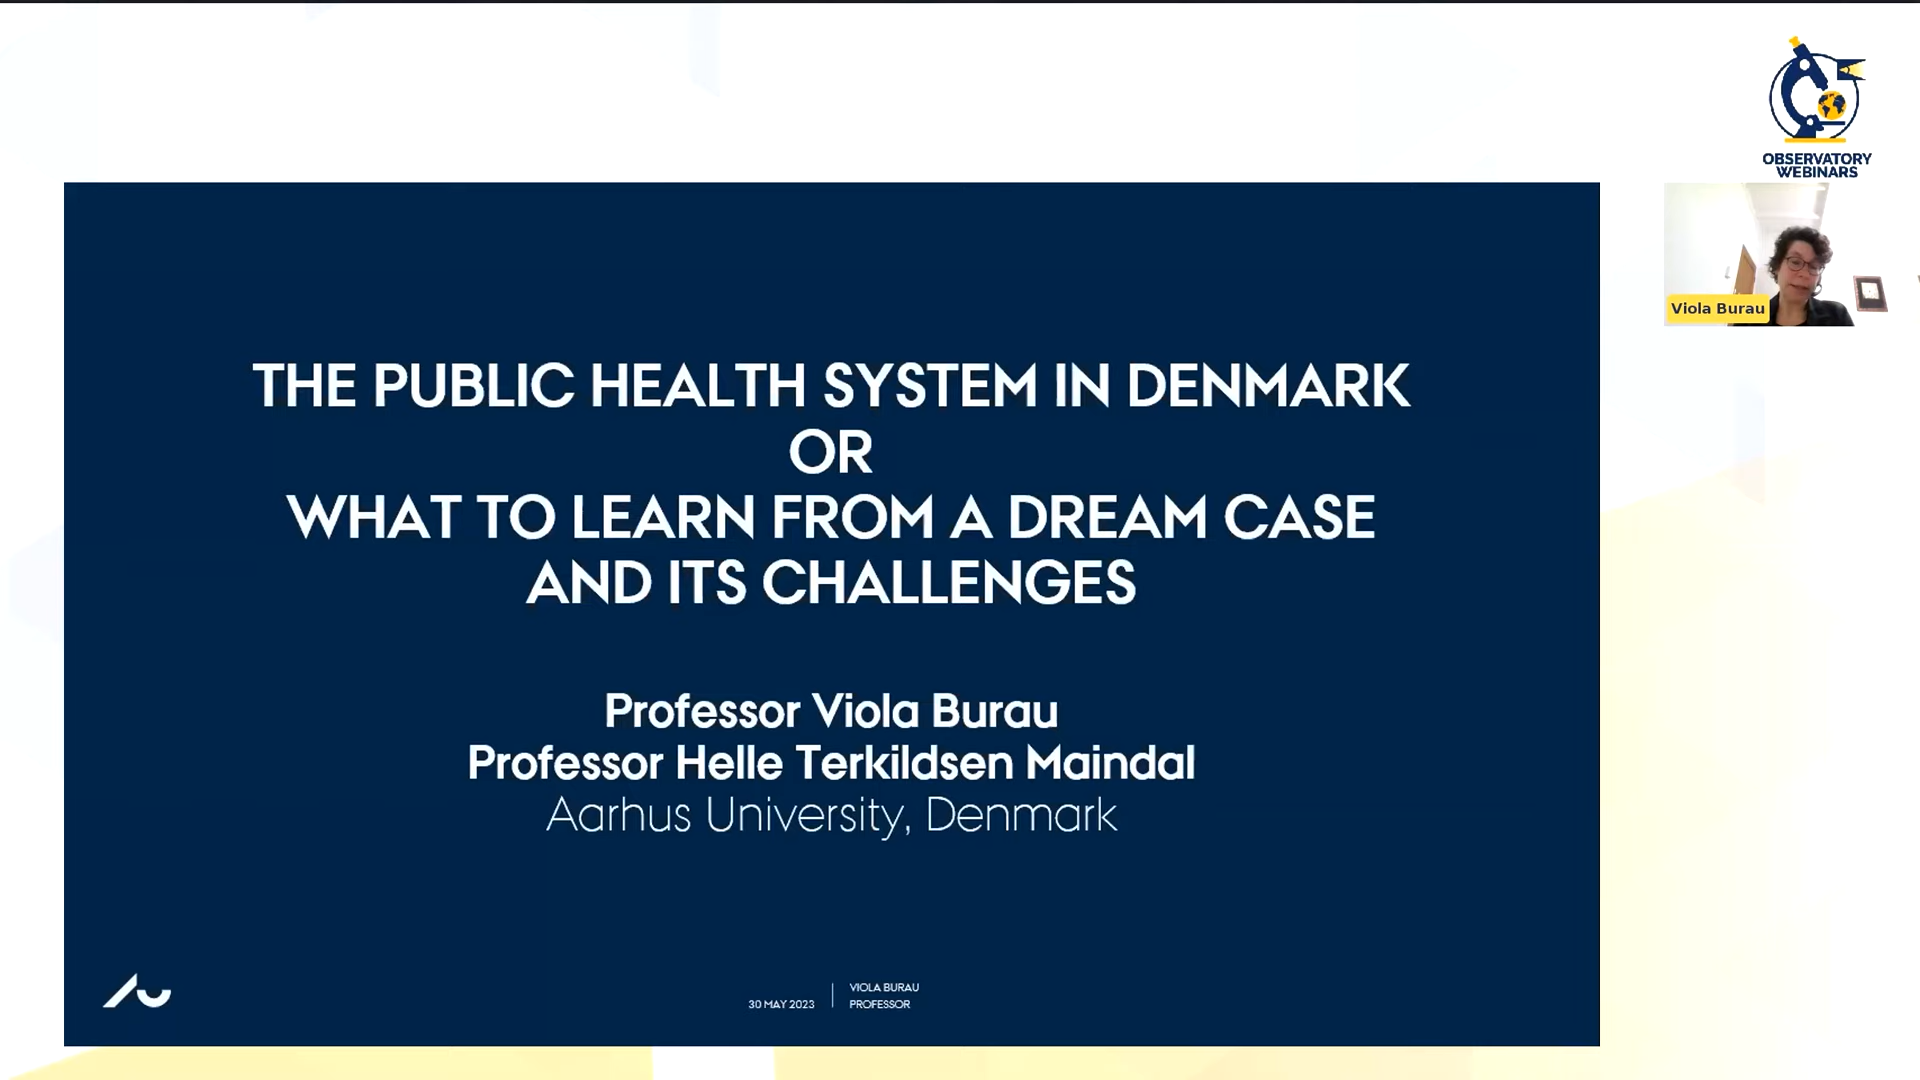 OBSERVATORY
WEBINARS
Viola Burau
THE PUBLIC HEALTH SYSTEM IN DENMARK
OR
WHAT TO LEARN FROM A DREAM CASE
AND ITS CHALLENGES
Professor Viola Burau
Professor Helle Terkildsen Maindal
Aarhus University, Denmark
30 MAY 2023
VIOLA BURAU
PROFESSOR